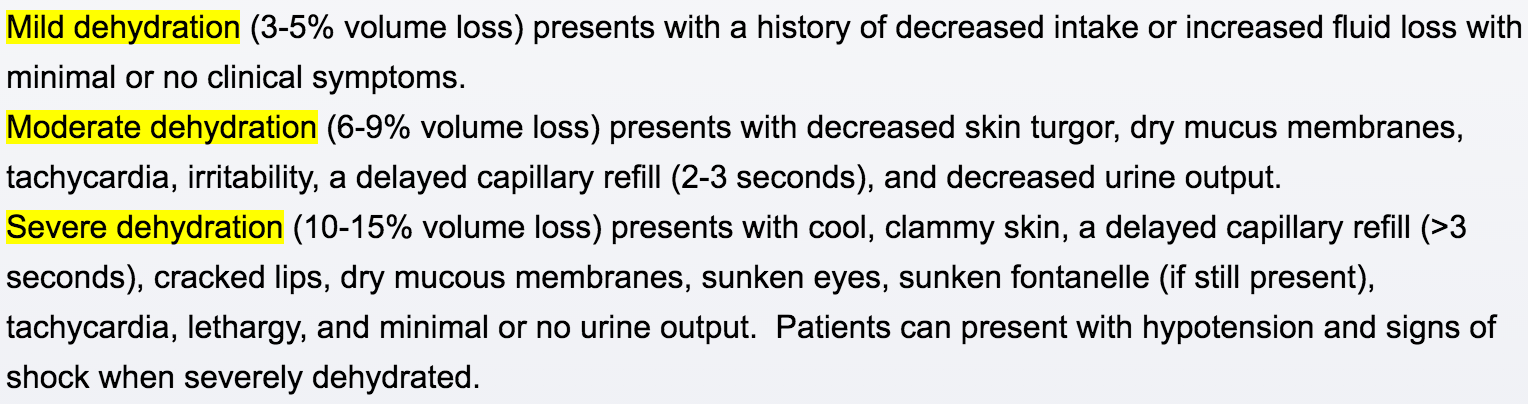 Mild dehydration (3-5% volume loss) presents with a history of decreased intake or increased fluid loss with
minimal or no clinical symptoms.
Moderate dehydration (6-9% volume loss) presents with decreased skin turgor, dry mucus membranes,
tachycardia, irritability, a delayed capillary refill (2-3 seconds), and decreased urine output.
Severe dehydration (10-15% volume loss) presents with cool, clammy skin, a delayed capillary refill (>3
seconds), cracked lips, dry mucous membranes, sunken eyes, sunken fontanelle (if still present),
tachycardia, lethargy, and minimal or no urine output.  Patients can present with hypotension and signs of
shock when severely dehydrated.